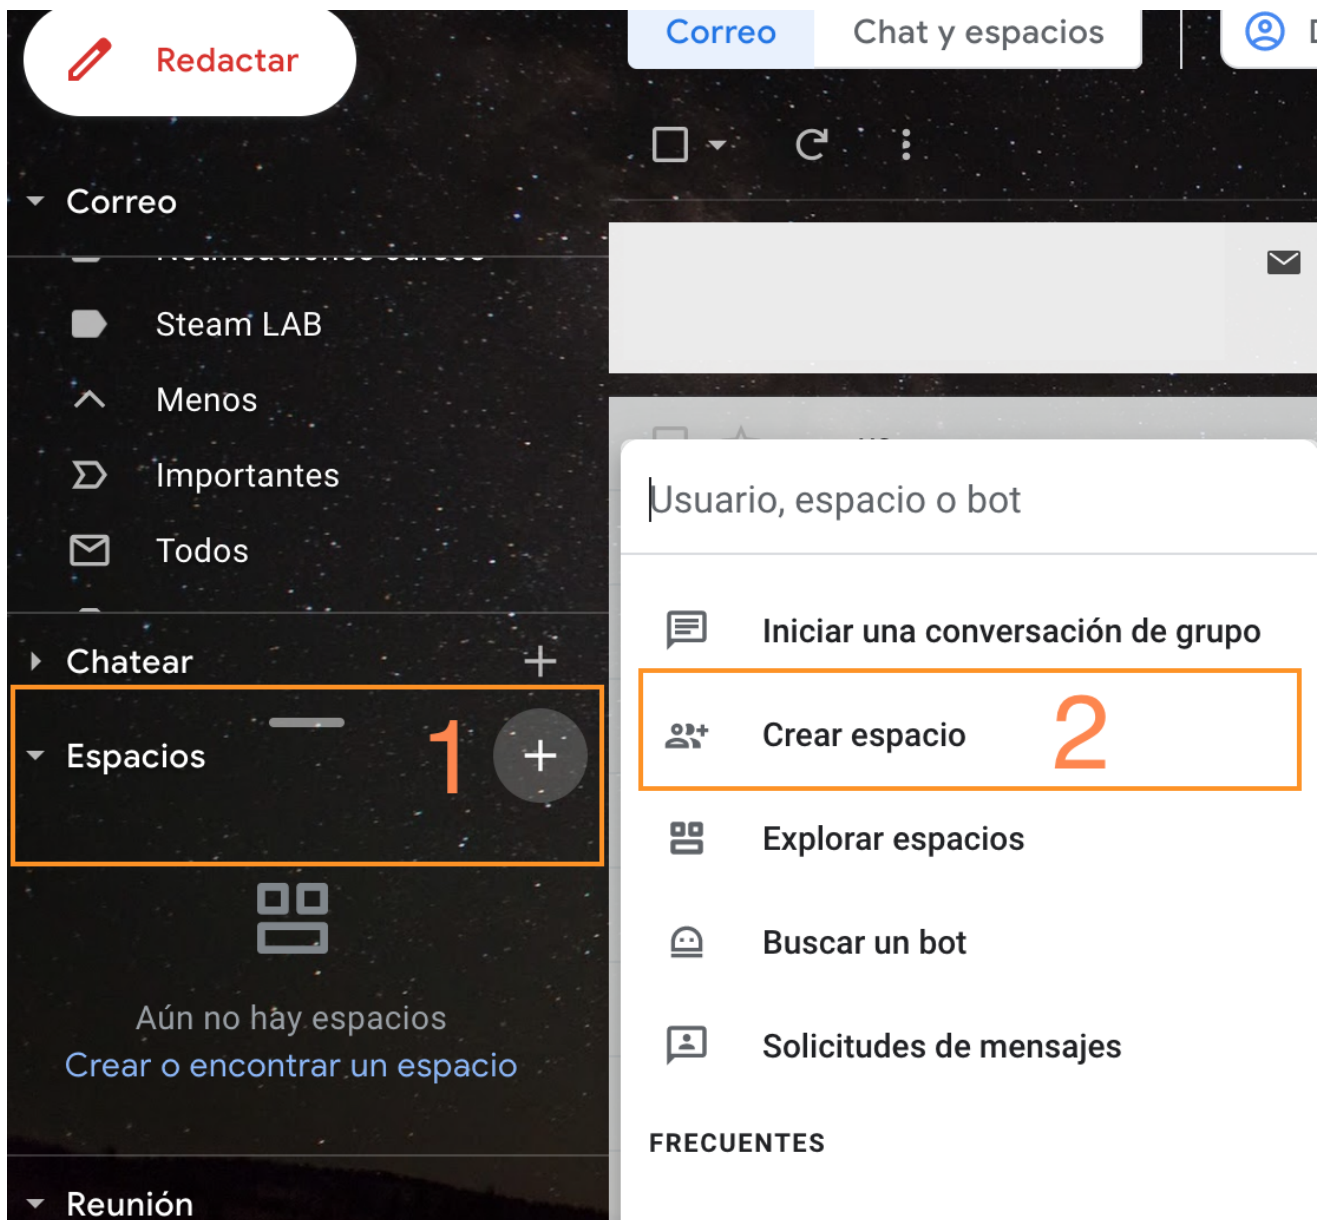 Redactar
Correo
Steam LAB
Menos
Importantes
Todos
Chatear
Espacios
1
Aún no hay espacios
Crear o encontrar un espacio
Reunión
Correo
Chat y espacios
Usuario, espacio o bot
Iniciar una conversación de grupo
Crear espacio
2
Explorar espacios
Buscar un bot
Solicitudes de mensajes
FRECUENTES